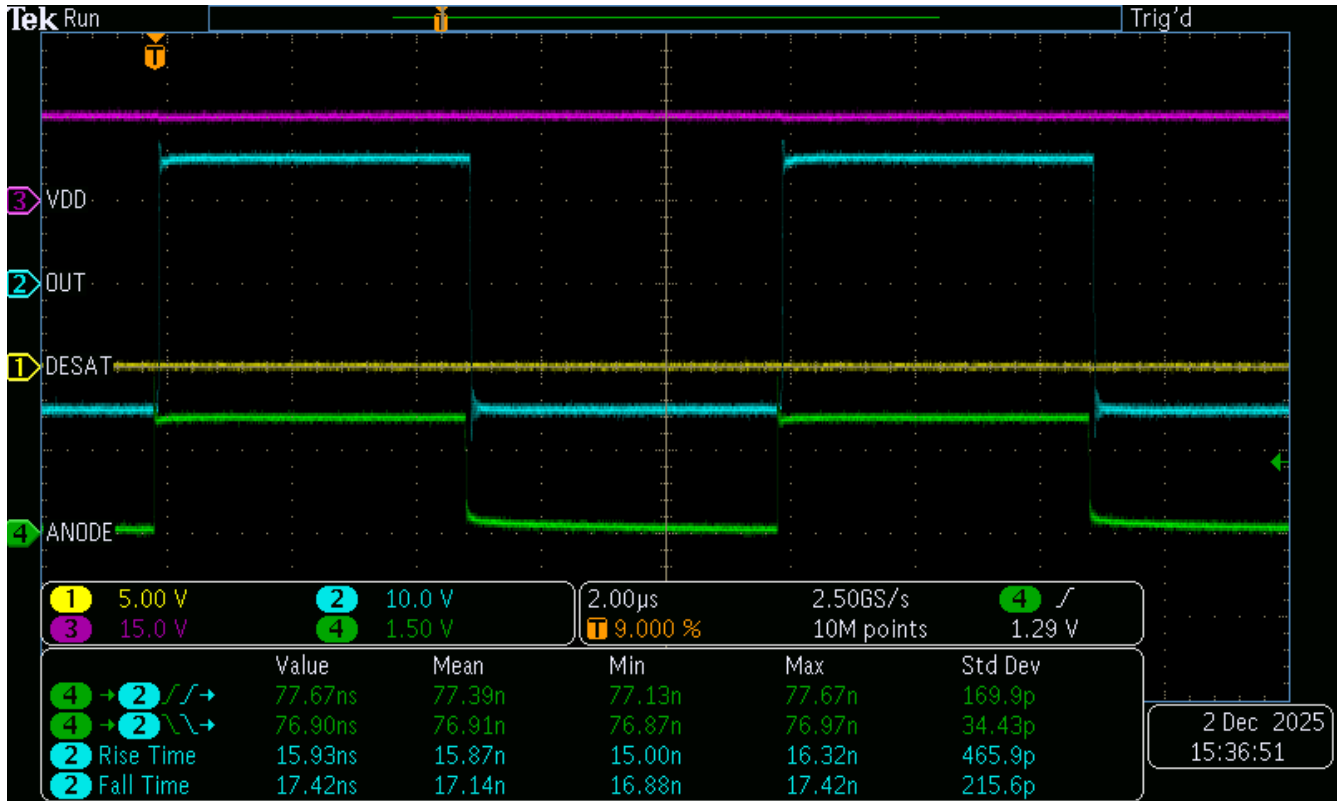 Tek Run Trig'd
T
T
3 VDD
2 OUT
1 DESAT
4 ANODE
1 5.00 V 2 10.0 V 2.00µs 2.50GS/s 4
3 15.0 V 4 1.50 V T 9.000 % 10M points 1.29 V
Value Mean Min Max Std Dev
4 → 2 → 77.67ns 77.39n 77.13n 77.67n 169.9p
4 → 2 → 76.90ns 76.91n 76.87n 76.97n 34.43p
2 Rise Time 15.93ns 15.87n 15.00n 16.32n 465.9p
2 Fall Time 17.42ns 17.14n 16.88n 17.42n 215.6p
2 Dec 2025
15:36:51